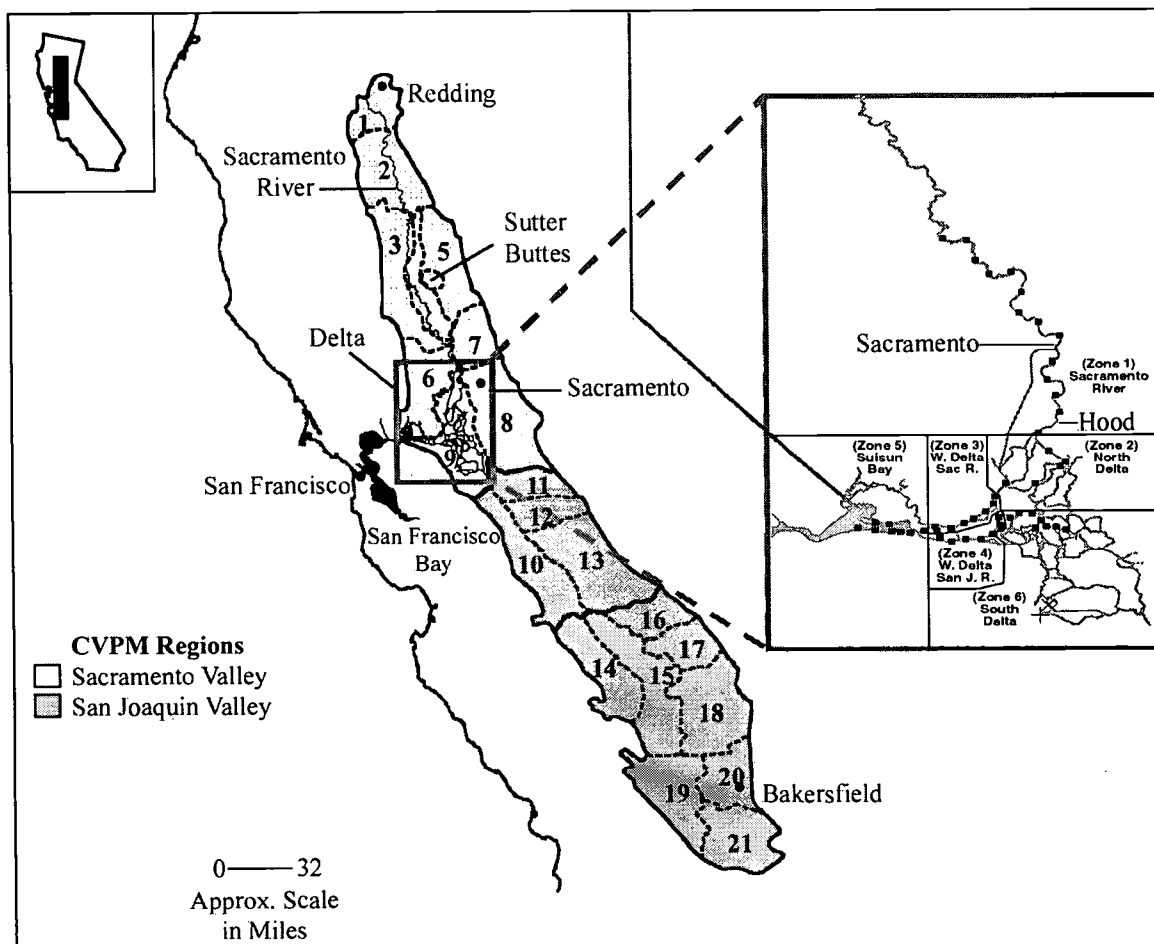 Redding
1
Sacramento
River
2
3
5
Sutter
Buttes
Delta
7
6
Sacramento
8
9
San Francisco
San Francisco
Bay
11
12
10
13
16
17
14
15
18
19
20
Bakersfield
21
CVPM Regions
Sacramento Valley
San Joaquin Valley
0 32
Approx. Scale
in Miles
Sacramento
(Zone 1)
Sacramento
River
Hood
(Zone 5)
Suisun
Bay
(Zone 3)
W. Delta
Sac R.
(Zone 2)
North
Delta
(Zone 4)
W. Delta
San J. R.
(Zone 6)
South
Delta